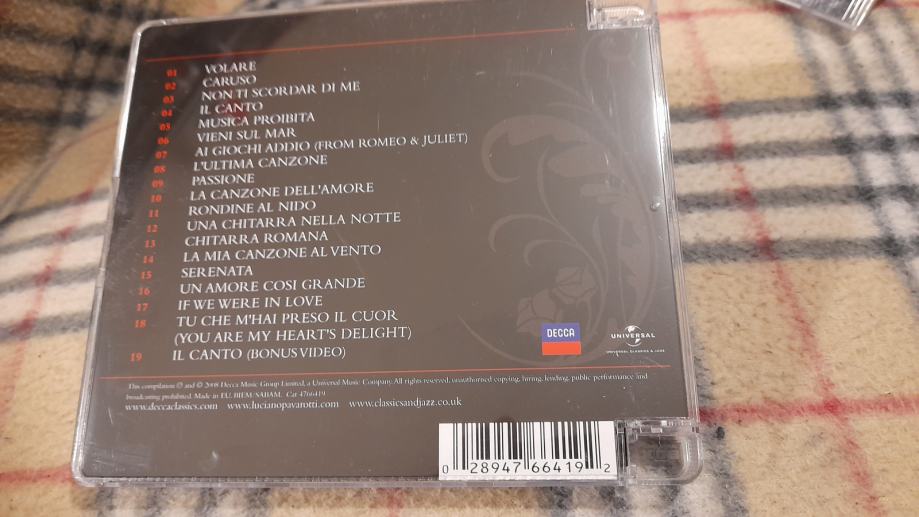 01 VOLARE
02 CARUSO
03 NON TI SCORDAR DI ME
04 IL CANTO
05 MUSICA PROIBITA
06 VIENI SUL MAR
07 AI GIOCHI ADDIO (FROM ROMEO & JULIET)
08 L'ULTIMA CANZONE
09 PASSIONE
10 LA CANZONE DELL'AMORE
11 RONDINE AL NIDO
12 UNA CHITARRA NELLA NOTTE
13 CHITARRA ROMANA
14 LA MIA CANZONE AL VENTO
15 SERENATA
16 UN AMORE COSI GRANDE
17 IF WE WERE IN LOVE
18 TU CHE M'HAI PRESO IL CUOR
(YOU ARE MY HEART'S DELIGHT)
19 IL CANTO (BONUS VIDEO)
DECCA
UNIVERSAL
UNIVERSAL CLASSICS & JAZZ
This compilation ℗ and © 2008 Decca Music Group Limited, a Universal Music Company. All rights reserved, unauthorised copying, hiring, lending, public performance and
broadcasting prohibited. Made in EU. BIEM/SABAM. Cat 4766419
www.deccaclassics.com www.lucianopavarotti.com www.classicsandjazz.co.uk
0 28947 66419 2